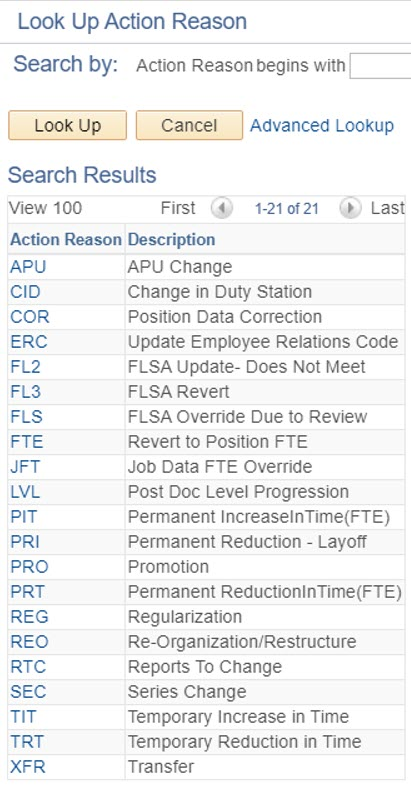 Look Up Action Reason
Search by: Action Reason begins with
Look Up Cancel Advanced Lookup
Search Results
View 100 First 1-21 of 21 Last
Action Reason Description
APU APU Change
CID Change in Duty Station
COR Position Data Correction
ERC Update Employee Relations Code
FL2 FLSA Update- Does Not Meet
FL3 FLSA Revert
FLS FLSA Override Due to Review
FTE Revert to Position FTE
JFT Job Data FTE Override
LVL Post Doc Level Progression
PIT Permanent IncreaseInTime(FTE)
PRI Permanent Reduction - Layoff
PRO Promotion
PRT Permanent ReductionInTime(FTE)
REG Regularization
REO Re-Organization/Restructure
RTC Reports To Change
SEC Series Change
TIT Temporary Increase in Time
TRT Temporary Reduction in Time
XFR Transfer